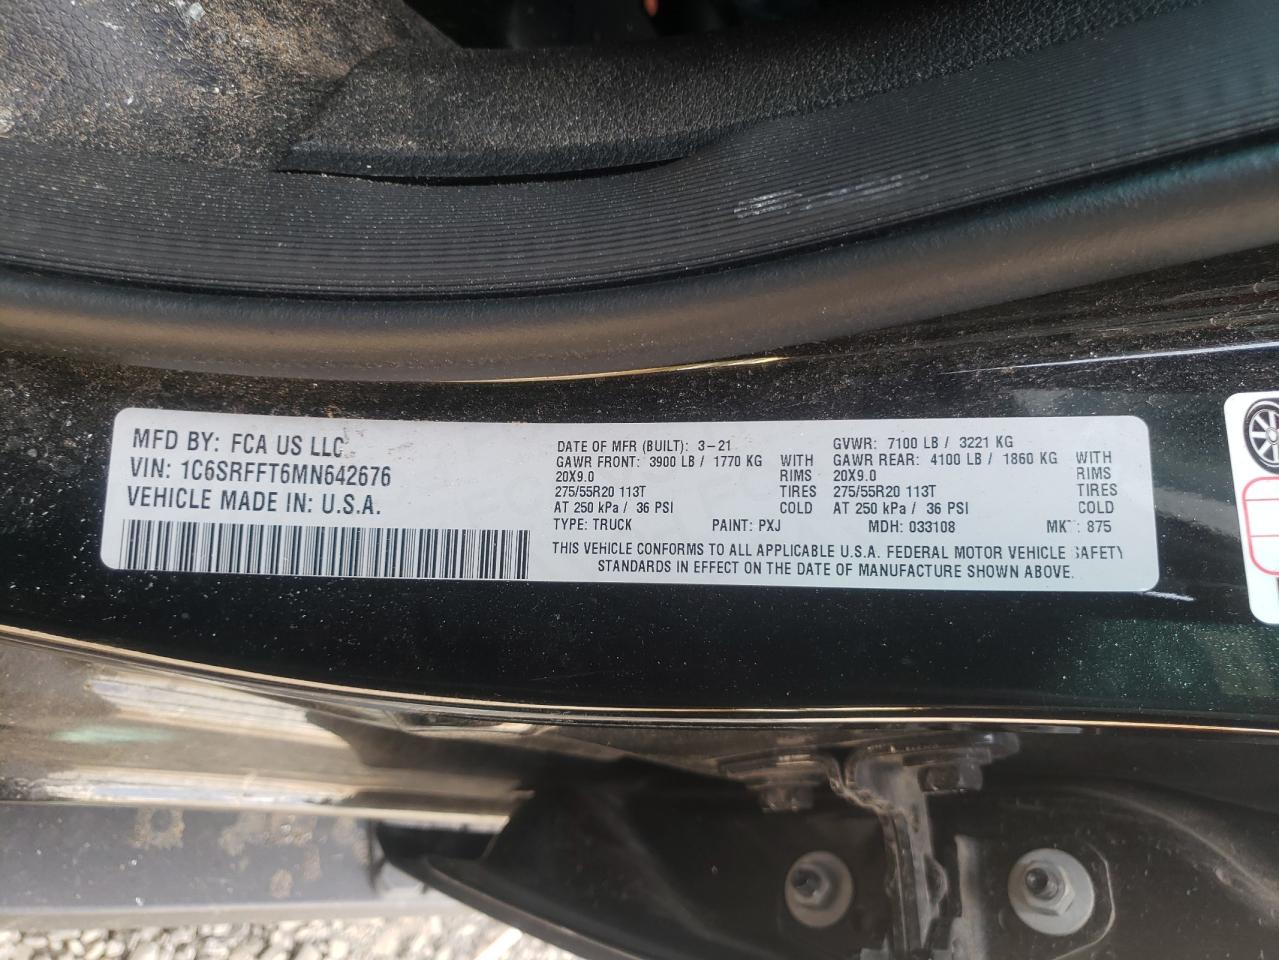 MFD BY: FCA US LLC
VIN: 1C6SRFFT6MN642676
VEHICLE MADE IN: U.S.A.
DATE OF MFR (BUILT): 3-21
GAWR FRONT: 3900 LB / 1770 KG WITH
20X9.0 RIMS
275/55R20 113T TIRES
AT 250 kPa / 36 PSI COLD
GVWR: 7100 LB / 3221 KG
GAWR REAR: 4100 LB / 1860 KG WITH
20X9.0 RIMS
275/55R20 113T TIRES
AT 250 kPa / 36 PSI COLD
TYPE: TRUCK PAINT: PXJ MDH: 033108 MK : 875
THIS VEHICLE CONFORMS TO ALL APPLICABLE U.S.A. FEDERAL MOTOR VEHICLE SAFETY
STANDARDS IN EFFECT ON THE DATE OF MANUFACTURE SHOWN ABOVE.